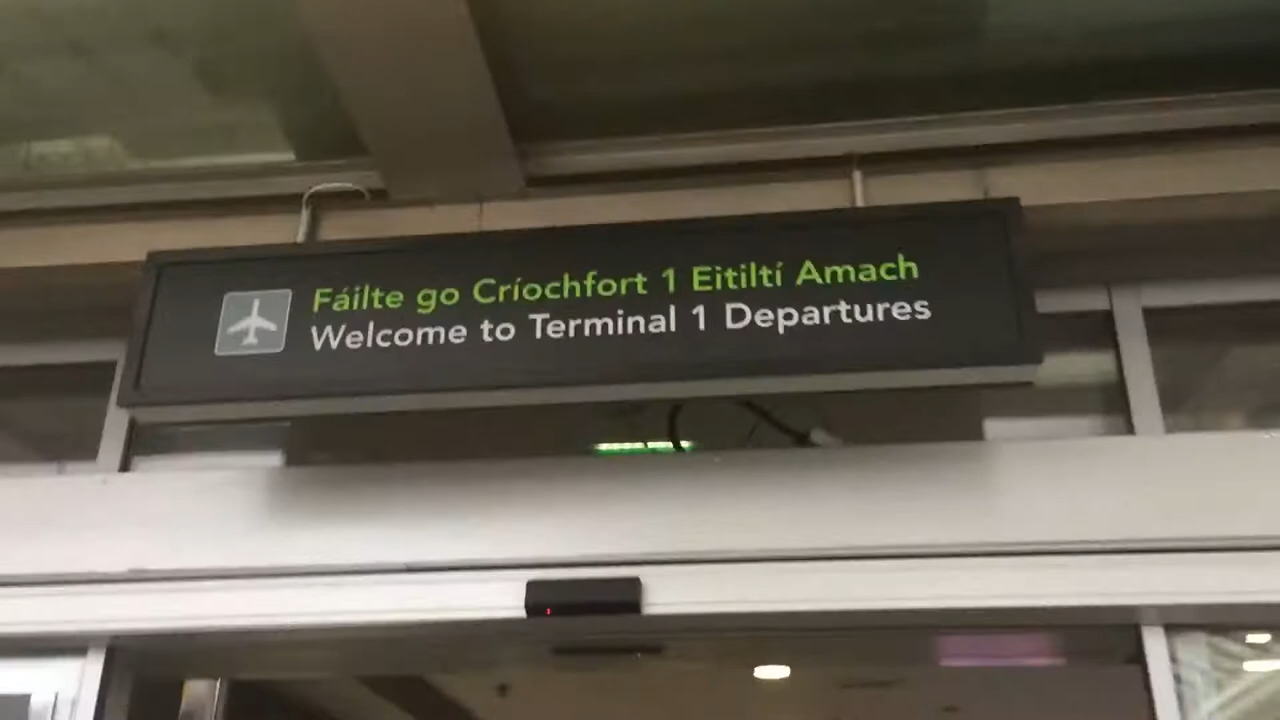 Fáilte go Críochfort 1 Eitiltí Amach
Welcome to Terminal 1 Departures